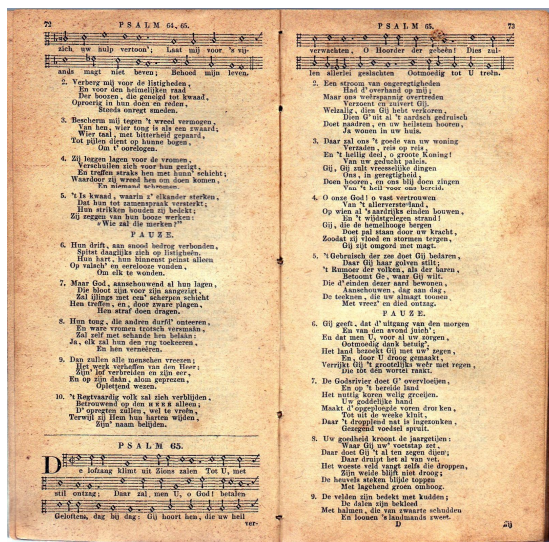 72
PSALM 64, 65.
zich uw hulp vertoon'; Laat mij voor 's vij-
ands magt niet beven; Behoed mijn leven.
2. Verberg mij voor de listigheden,
En voor den heimelijken raad
Der boozen, die geneigd tot kwaad,
Oproerig in hun doen en reden,
Steeds onregt smeden.
3. Bescherm mij tegen 't wreed vermogen,
Van hen, wier tong is als een zwaard;
Wier taal, met bitterheid gepaard,
Tot pijlen dient op hunne bogen,
Om t' oorelogen.
4. Zij leggen lagen voor de vromen,
Verschuilen zich voor hun gezigt,
En treffen straks hen met hunn' schicht;
Waardoor zij wreed hen om doen komen,
En niemand schromen.
5. 't Is kwaad, waarin z' elkander sterken,
Dat hun tot zamenspraak versterkt;
Hun strikken houden zij bedekt;
Zij zeggen van hun booze werken:
"Wie zal die merken?"
PAUZE.
6. Hun drift, aan snood bedrog verbonden,
Spitst daaglijks zich op listigheên.
Hun hart, hun binnenst peinst alleen
Op valsch' en eerelooze vonden,
Om elk te wonden.
7. Maar God, aanschouwend al hun lagen,
Die bloot zijn voor zijn aangezigt,
Zal ijlings met een' scherpen schicht
Hen treffen, en, door zware plagen,
Hen straf doen dragen.
8. Hun tong, die andren durft' onteeren,
En ware vromen trotsch versmaân,
Zal zelf met schande hen belaân;
Ja, elk zal hun den rug toekeeren
En hen verneêren.
9. Dan zullen alle menschen vreezen;
Het werk verheffen van den Heer;
Zijn' lof verbreiden en zijn eer,
En op zijn daân, alom geprezen,
Oplettend wezen.
10. 't Regtvaardig volk zal zich verblijden,
Betrouwend op den HEER alleen;
D' opregten zullen, wel te vreên,
Terwijl zij Hem hun harten wijden,
Zijn' naam belijden.
PSALM 65.
De lofzang klimt uit Zions zalen Tot U, met
stil ontzag; Daar zal, men U, o God! betalen
Geloften, dag bij dag; Gij hoort hen, die uw heil
ver-
PSALM 65.
73
verwachten, O Hoorder der gebeên! Dies zul-
len allerlei geslachten Ootmoedig tot U treên.
2. Een stroom van ongeregtigheden
Had d' overhand op mij;
Maar ons weêrspannig overtreden
Verzoent en zuivert Gij.
Welzalig, dien Gij hebt verkoren,
Dien G' uit al 't aardsch gedruisch
Doet naadren, en uw heilstem hooren,
Ja wonen in uw huis.
3. Daar zal ons 't goede van uw woning
Verzaden, reis op reis,
En 't heilig deel, o groote Koning!
Van uw geducht paleis.
Gij, Gij zult vreesselijke dingen
Ons, in geregtigheid,
Doen hooren, en ons blij doen zingen
Van 't heil voor ons bereid.
4. O onze God! o vast vertrouwen
Van 't allerverste land,
Op wien al 's aardrijks einden bouwen,
En 't wijdstgelegen strand!
Gij, die de hemelhooge bergen
Doet pal staan door uw kracht,
Zoodat zij vloed en stormen tergen,
Gij zijt omgord met magt.
5. 't Gebruisch der zee doet Gij bedaren,
Daar Gij haar golven stilt;
't Rumoer der volken, als der baren,
Betoomt Ge, waar Gij wilt.
Die d' einden dezer aard bewonen,
Aanschouwen, dag aan dag,
De teeknen, die uw almagt toonen,
Met vreez' en diep ontzag.
PAUZE.
6. Gij geeft, dat d' uitgang van den morgen
En van den avond juich';
En dat men U, voor al uw zorgen,
Ootmoedig dank betuig'.
Het land bezoekt Gij met uw' zegen,
En, door U droog gemaakt,
Verrijkt Gij 't grootelijks weêr met regen,
Die tot den wortel raakt.
7. De Godsrivier doet G' overvloeijen,
En op 't bereide land
Het nuttig koren welig groeijen.
Uw goddelijke hand
Maakt d' opgeploegde voren dronken,
Tot uit de weeke kluit,
Daar 't dropplend nat is ingezonken,
Gezegend voedsel spruit.
8. Uw goedheid kroont de jaargetijen:
Waar Gij uw' voetstap zet,
Daar doet Gij 't al ten zegen dijen;
Daar druipt het al van vet.
Het woeste veld vangt zelfs die droppen,
Zijn weide blijft niet droog;
De heuvels steken blijde toppen
Met lagchend groen omhoog.
9. De velden zijn bedekt met kudden;
De dalen zijn bekleed
Met halmen, die van zwaarte schudden
En loonen 's landmands zweet.
D
Zij